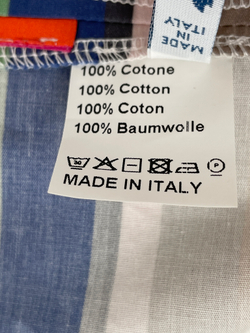 MADE IN
ITALY
100% Cotone
100% Cotton
100% Coton
100% Baumwolle
MADE IN ITALY